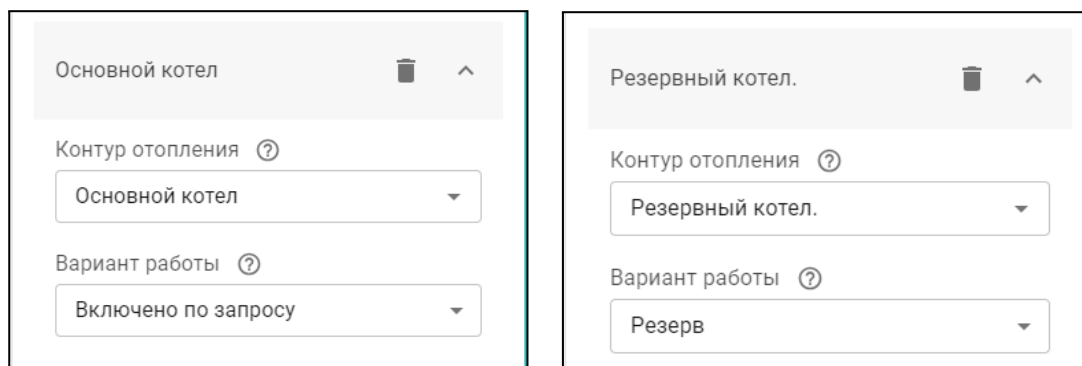 Основной котел
Контур отопления
Основной котел
Вариант работы
Включено по запросу
Резервный котел.
Контур отопления
Резервный котел.
Вариант работы
Резерв